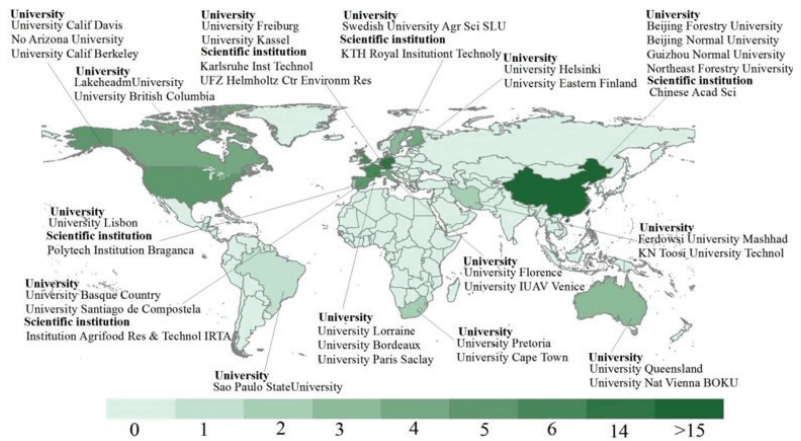 University
University Calif Davis
No Arizona University
University Calif Berkeley
University
LakeheadmUniversity
University British Columbia
University
University Freiburg
University Kassel
Scientific institution
Karlsruhe Inst Technol
UFZ Helmholtz Ctr Environm Res
University
Swedish University Agr Sci SLU
Scientific institution
KTH Royal Insitutiont Technoly
University
University Helsinki
University Eastern Finland
University
Beijing Forestry University
Beijing Normal University
Guizhou Normal University
Northeast Forestry University
Scientific institution
Chinese Acad Sci
University
University Lisbon
Scientific institution
Polytech Institution Braganca
University
University Basque Country
University Santiago de Compostela
Scientific institution
Institution Agrifood Res & Technol IRTA
University
Sao Paulo StateUniversity
University
University Lorraine
University Bordeaux
University Paris Saclay
University
University Florence
University IUAV Venice
University
University Pretoria
University Cape Town
University
Ferdowsi University Mashhad
KN Toosi University Technol
University
University Queensland
University Nat Vienna BOKU
0 1 2 3 4 5 6 14 >15